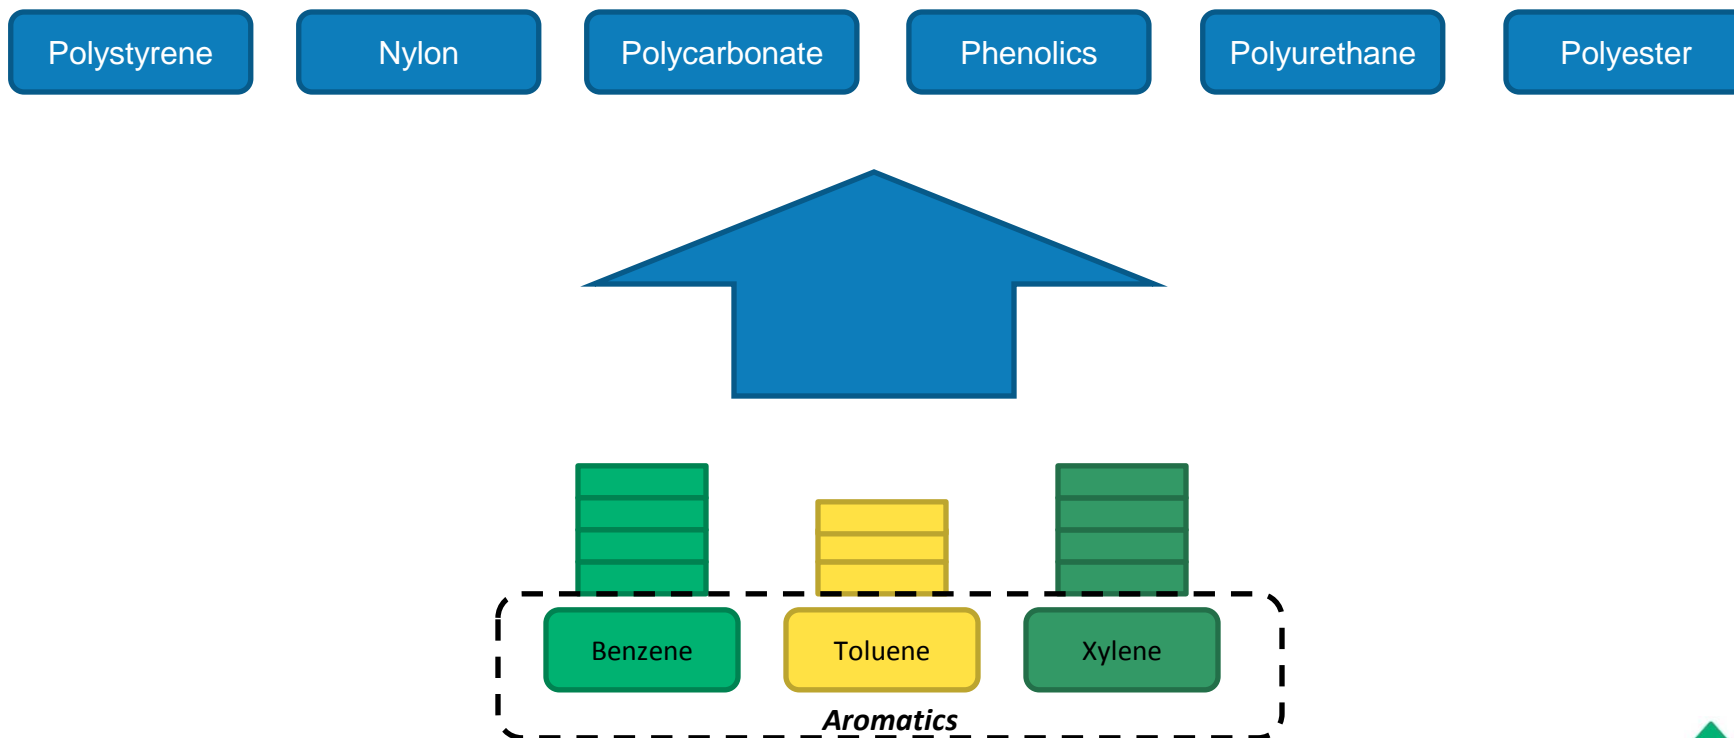 Polystyrene
Nylon
Polycarbonate
Phenolics
Polyurethane
Polyester
Benzene
Toluene
Xylene
Aromatics